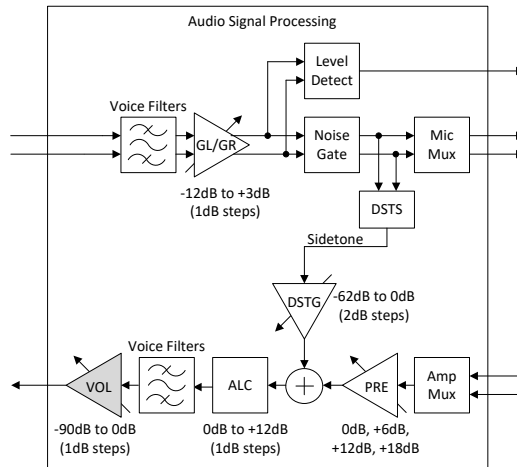 Audio Signal Processing
Level
Detect
Voice Filters
GL/GR
Noise
Gate
Mic
Mux
-12dB to +3dB
(1dB steps)
DSTS
Sidetone
DSTG
-62dB to 0dB
(2dB steps)
Voice Filters
VOL
ALC
PRE
Amp
Mux
-90dB to 0dB
(1dB steps)
0dB to +12dB
(1dB steps)
0dB, +6dB,
+12dB, +18dB